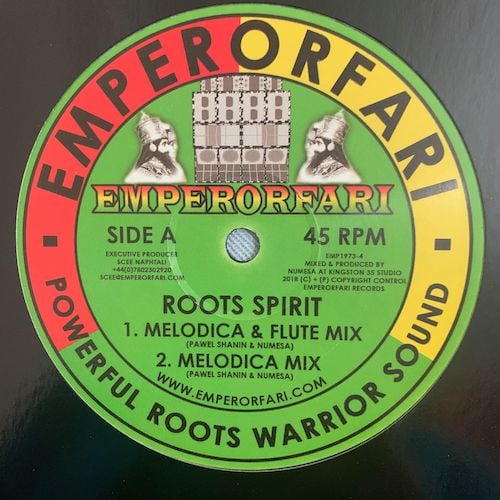 EMPERORFARI
EMPERORFARI
SIDE A
45 RPM
EXECUTIVE PRODUCER
SCEE NAPHTALI
+44(0)7802302920
SCEE@EMPERORFARI.COM
EMP1973-4
MIXED & PRODUCED BY
NUMESA AT KINGSTON 55 STUDIO
2018 (C) + (P) COPYRIGHT CONTROL
EMPERORFARI RECORDS
ROOTS SPIRIT
1. MELODICA & FLUTE MIX
(PAWEL SHANIN & NUMESA)
2. MELODICA MIX
(PAWEL SHANIN & NUMESA)
WWW.EMPERORFARI.COM
POWERFUL ROOTS WARRIOR SOUND